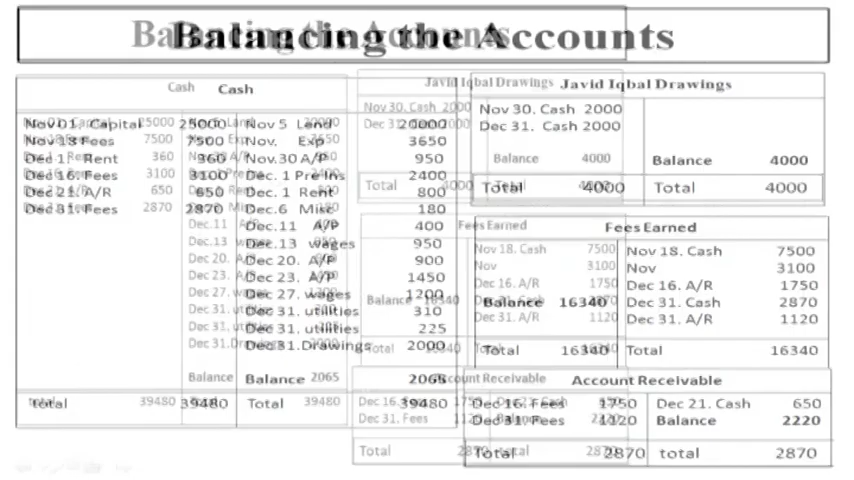 Balancing the Accounts
Cash
Nov 01. Capital 25000 Nov 5 Land 20000
Nov 18 Fees 7500 Nov. Exp 3650
Dec 1. Rent 360 Nov.30 A/P 950
Dec 16. Fees 3100 Dec. 1 Pre Ins 2400
Dec 21. A/R 650 Dec. 1 Rent 800
Dec 31. Fees 2870 Dec.6 Misc 180
Dec.11 A/P 400
Dec.13 wages 950
Dec 20. A/P 900
Dec 23. A/P 1450
Dec 27. wages 1200
Dec 31. utilities 310
Dec 31. utilities 225
Dec 31.Drawings 2000
Balance 2065
Total 39480 Total 39480
Javid Iqbal Drawings
Nov 30. Cash 2000
Dec 31. Cash 2000
Balance 4000
Total 4000 Total 4000
Fees Earned
Nov 18. Cash 7500
Nov 3100
Dec 16. A/R 1750
Balance 16340 Dec 31. Cash 2870
Dec 31. A/R 1120
Total 16340 Total 16340
Account Receivable
Dec 16. Fees 1750 Dec 21. Cash 650
Dec 31. Fees 1120 Balance 2220
Total 2870 total 2870